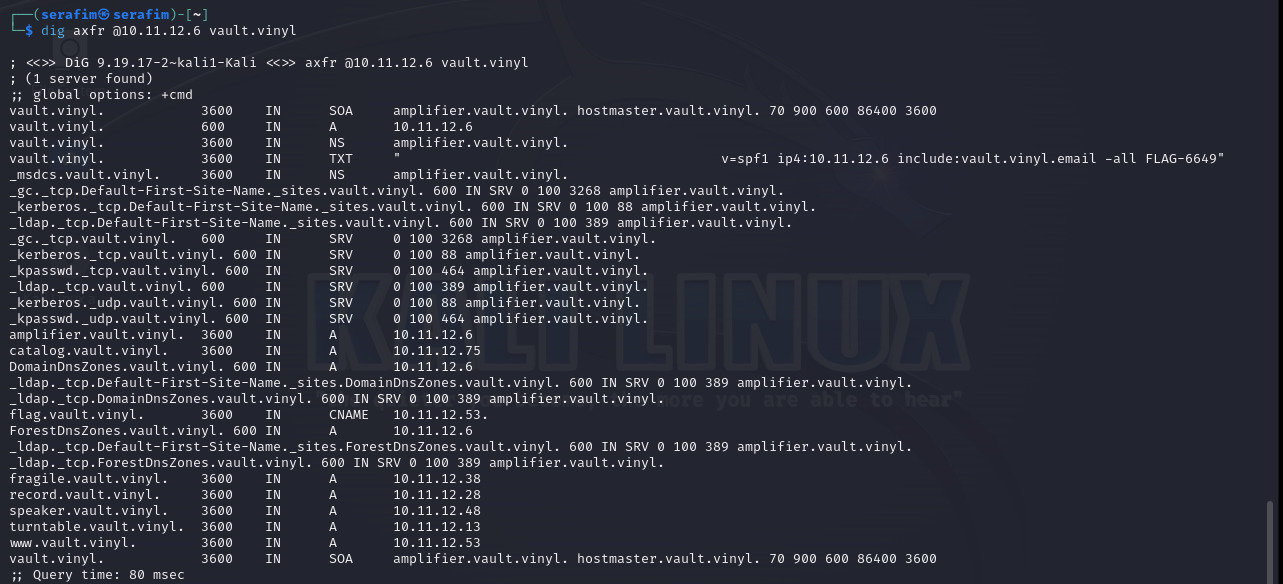 ┌──(serafim㉿serafim)-[~]
└─$ dig axfr @10.11.12.6 vault.vinyl
; <<>> DiG 9.19.17-2~kali1-Kali <<>> axfr @10.11.12.6 vault.vinyl
; (1 server found)
;; global options: +cmd
vault.vinyl. 3600 IN SOA amplifier.vault.vinyl. hostmaster.vault.vinyl. 70 900 600 86400 3600
vault.vinyl. 600 IN A 10.11.12.6
vault.vinyl. 3600 IN NS amplifier.vault.vinyl.
vault.vinyl. 3600 IN TXT " v=spf1 ip4:10.11.12.6 include:vault.vinyl.email -all FLAG-6649"
_msdcs.vault.vinyl. 3600 IN NS amplifier.vault.vinyl.
_gc._tcp.Default-First-Site-Name._sites.vault.vinyl. 600 IN SRV 0 100 3268 amplifier.vault.vinyl.
_kerberos._tcp.Default-First-Site-Name._sites.vault.vinyl. 600 IN SRV 0 100 88 amplifier.vault.vinyl.
_ldap._tcp.Default-First-Site-Name._sites.vault.vinyl. 600 IN SRV 0 100 389 amplifier.vault.vinyl.
_gc._tcp.vault.vinyl. 600 IN SRV 0 100 3268 amplifier.vault.vinyl.
_kerberos._tcp.vault.vinyl. 600 IN SRV 0 100 88 amplifier.vault.vinyl.
_kpasswd._tcp.vault.vinyl. 600 IN SRV 0 100 464 amplifier.vault.vinyl.
_ldap._tcp.vault.vinyl. 600 IN SRV 0 100 389 amplifier.vault.vinyl.
_kerberos._udp.vault.vinyl. 600 IN SRV 0 100 88 amplifier.vault.vinyl.
_kpasswd._udp.vault.vinyl. 600 IN SRV 0 100 464 amplifier.vault.vinyl.
amplifier.vault.vinyl. 3600 IN A 10.11.12.6
catalog.vault.vinyl. 3600 IN A 10.11.12.75
DomainDnsZones.vault.vinyl. 600 IN A 10.11.12.6
_ldap._tcp.Default-First-Site-Name._sites.DomainDnsZones.vault.vinyl. 600 IN SRV 0 100 389 amplifier.vault.vinyl.
_ldap._tcp.DomainDnsZones.vault.vinyl. 600 IN SRV 0 100 389 amplifier.vault.vinyl.
flag.vault.vinyl. 3600 IN CNAME 10.11.12.53.
ForestDnsZones.vault.vinyl. 600 IN A 10.11.12.6
_ldap._tcp.Default-First-Site-Name._sites.ForestDnsZones.vault.vinyl. 600 IN SRV 0 100 389 amplifier.vault.vinyl.
_ldap._tcp.ForestDnsZones.vault.vinyl. 600 IN SRV 0 100 389 amplifier.vault.vinyl.
fragile.vault.vinyl. 3600 IN A 10.11.12.38
record.vault.vinyl. 3600 IN A 10.11.12.28
speaker.vault.vinyl. 3600 IN A 10.11.12.48
turntable.vault.vinyl. 3600 IN A 10.11.12.13
www.vault.vinyl. 3600 IN A 10.11.12.53
vault.vinyl. 3600 IN SOA amplifier.vault.vinyl. hostmaster.vault.vinyl. 70 900 600 86400 3600
;; Query time: 80 msec
KALI LINUX
more you are able to hear"